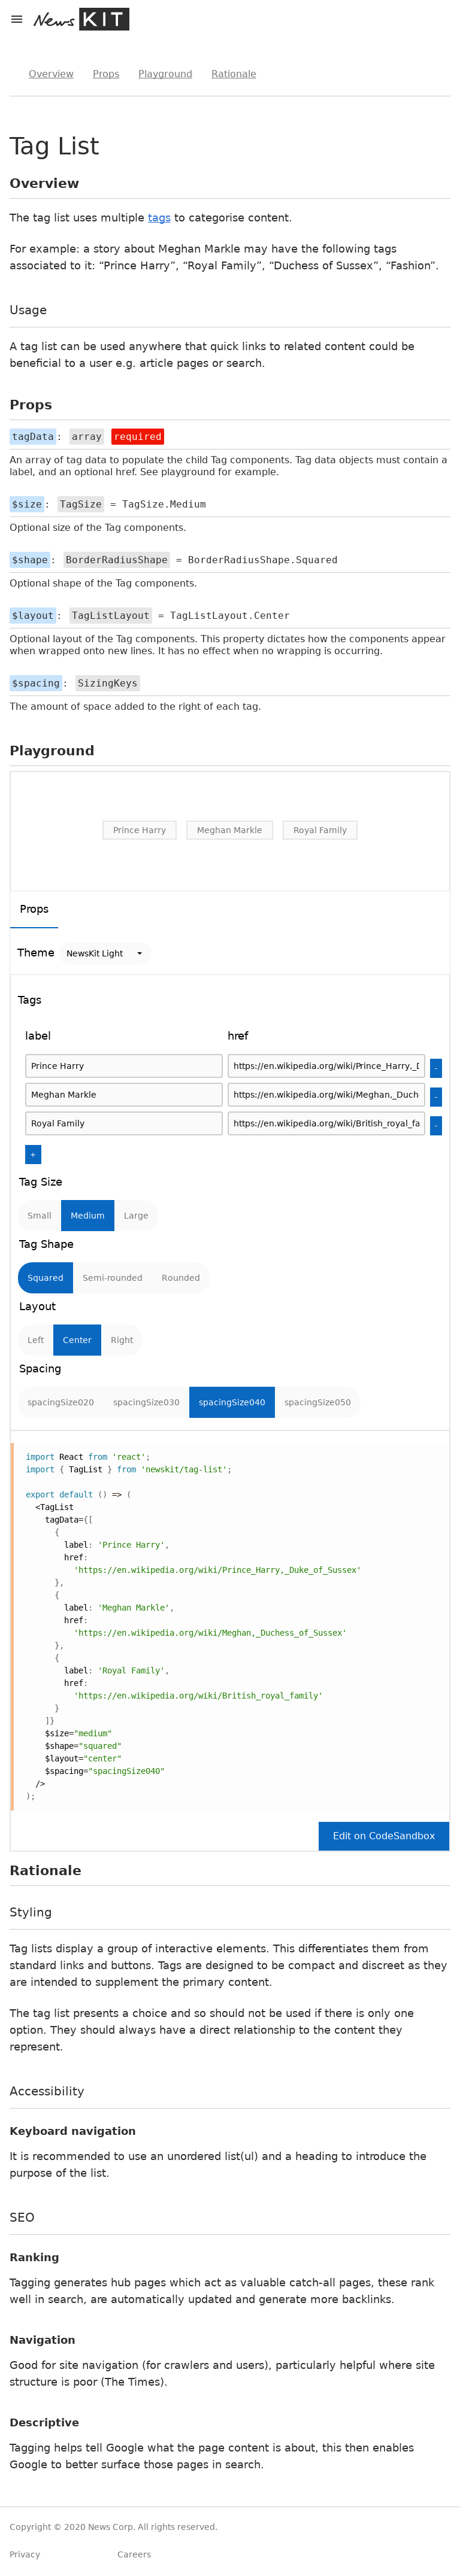 News KIT
Overview Props Playground Rationale
Tag List
Overview
The tag list uses multiple tags to categorise content.
For example: a story about Meghan Markle may have the following tags
associated to it: “Prince Harry”, “Royal Family”, “Duchess of Sussex”, “Fashion”.
Usage
A tag list can be used anywhere that quick links to related content could be
beneficial to a user e.g. article pages or search.
Props
tagData: array required
An array of tag data to populate the child Tag components. Tag data objects must contain a
label, and an optional href. See playground for example.
$size: TagSize = TagSize.Medium
Optional size of the Tag components.
$shape: BorderRadiusShape = BorderRadiusShape.Squared
Optional shape of the Tag components.
$layout: TagListLayout = TagListLayout.Center
Optional layout of the Tag components. This property dictates how the components appear
when wrapped onto new lines. It has no effect when no wrapping is occurring.
$spacing: SizingKeys
The amount of space added to the right of each tag.
Playground
Prince Harry Meghan Markle Royal Family
Props
Theme NewsKit Light
Tags
label href
Prince Harry https://en.wikipedia.org/wiki/Prince_Harry,_D -
Meghan Markle https://en.wikipedia.org/wiki/Meghan,_Duch -
Royal Family https://en.wikipedia.org/wiki/British_royal_fa -
+
Tag Size
Small Medium Large
Tag Shape
Squared Semi-rounded Rounded
Layout
Left Center Right
Spacing
spacingSize020 spacingSize030 spacingSize040 spacingSize050
import React from 'react';
import { TagList } from 'newskit/tag-list';
export default () => (
<TagList
tagData={[
{
label: 'Prince Harry',
href:
'https://en.wikipedia.org/wiki/Prince_Harry,_Duke_of_Sussex'
},
{
label: 'Meghan Markle',
href:
'https://en.wikipedia.org/wiki/Meghan,_Duchess_of_Sussex'
},
{
label: 'Royal Family',
href:
'https://en.wikipedia.org/wiki/British_royal_family'
}
]}
$size="medium"
$shape="squared"
$layout="center"
$spacing="spacingSize040"
/>
);
Edit on CodeSandbox
Rationale
Styling
Tag lists display a group of interactive elements. This differentiates them from
standard links and buttons. Tags are designed to be compact and discreet as they
are intended to supplement the primary content.
The tag list presents a choice and so should not be used if there is only one
option. They should always have a direct relationship to the content they
represent.
Accessibility
Keyboard navigation
It is recommended to use an unordered list(ul) and a heading to introduce the
purpose of the list.
SEO
Ranking
Tagging generates hub pages which act as valuable catch-all pages, these rank
well in search, are automatically updated and generate more backlinks.
Navigation
Good for site navigation (for crawlers and users), particularly helpful where site
structure is poor (The Times).
Descriptive
Tagging helps tell Google what the page content is about, this then enables
Google to better surface those pages in search.
Copyright © 2020 News Corp. All rights reserved.
Privacy Careers